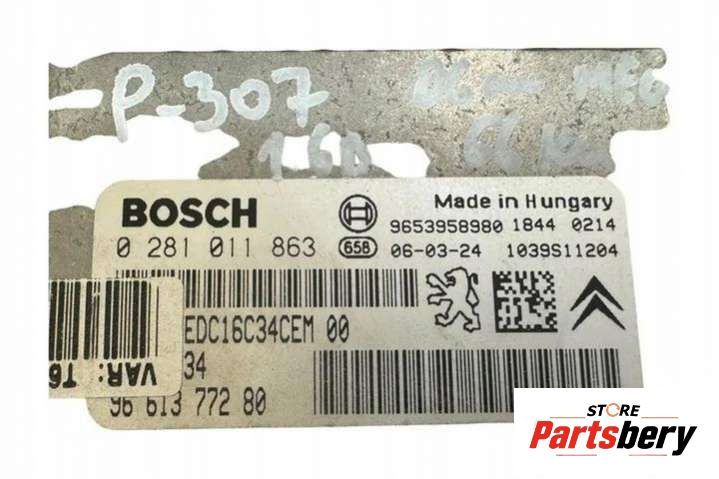 P-307
1.6D
BOSCH
Made in Hungary
9653958980 1844 0214
0 281 011 863 658 06-03-24 1039S11204
EDC16C34CEM 00
34
96 613 772 80
VAR: T6
STORE
Partsbery